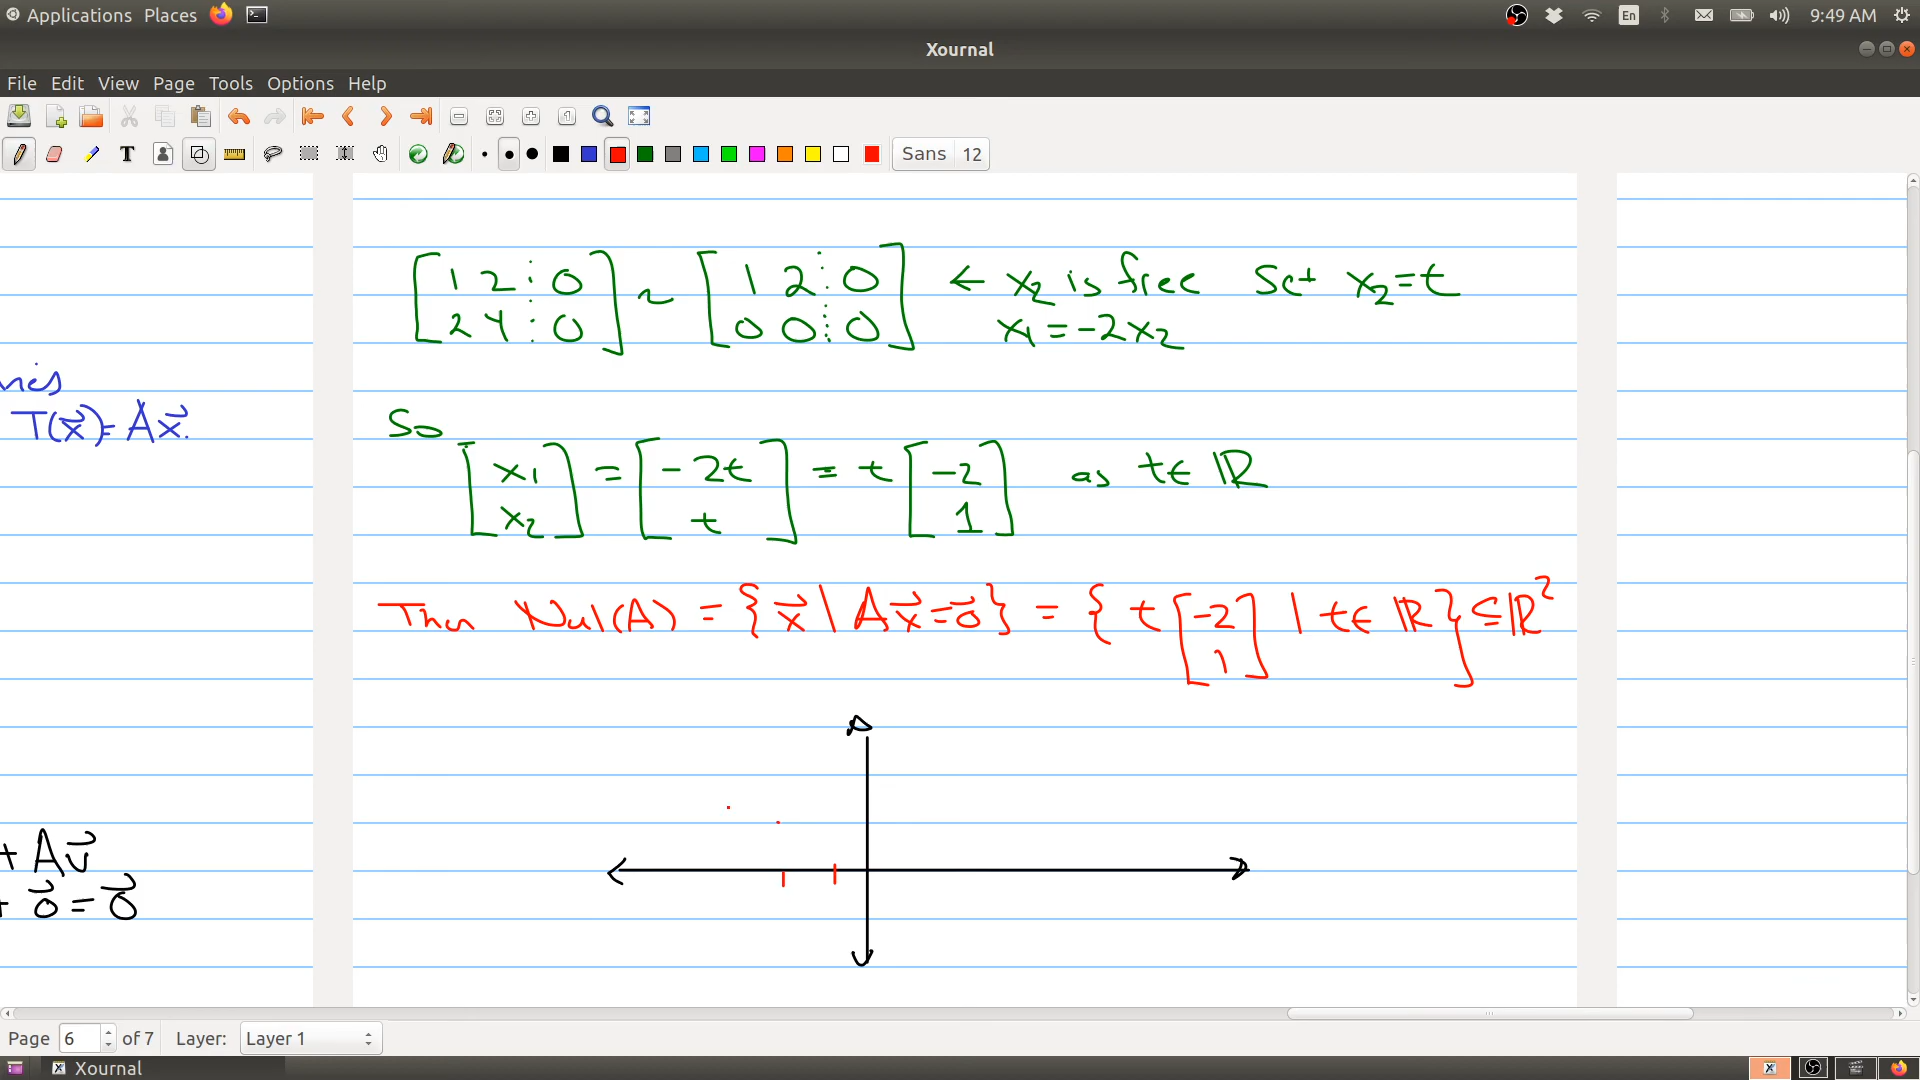 Applications Places En 9:49 AM
Xournal
File Edit View Page Tools Options Help
T Sans 12
[1 2 ⋮ 0] ~ [1 2 ⋮ 0] ← x₂ is free Set x₂ = t
[2 4 ⋮ 0] [0 0 ⋮ 0] x₁ = -2x₂
T(x⃗) = Ax⃗.
So
[x₁] = [-2t] = t [-2] as t ∈ ℝ
[x₂] [t] [1]
Then Nul(A) = {x⃗ | Ax⃗ = 0⃗} = {t [-2] | t ∈ ℝ} ⊆ ℝ²
[1]
+ Av⃗
+ 0⃗ = 0⃗
Page 6 of 7 Layer: Layer 1
Xournal